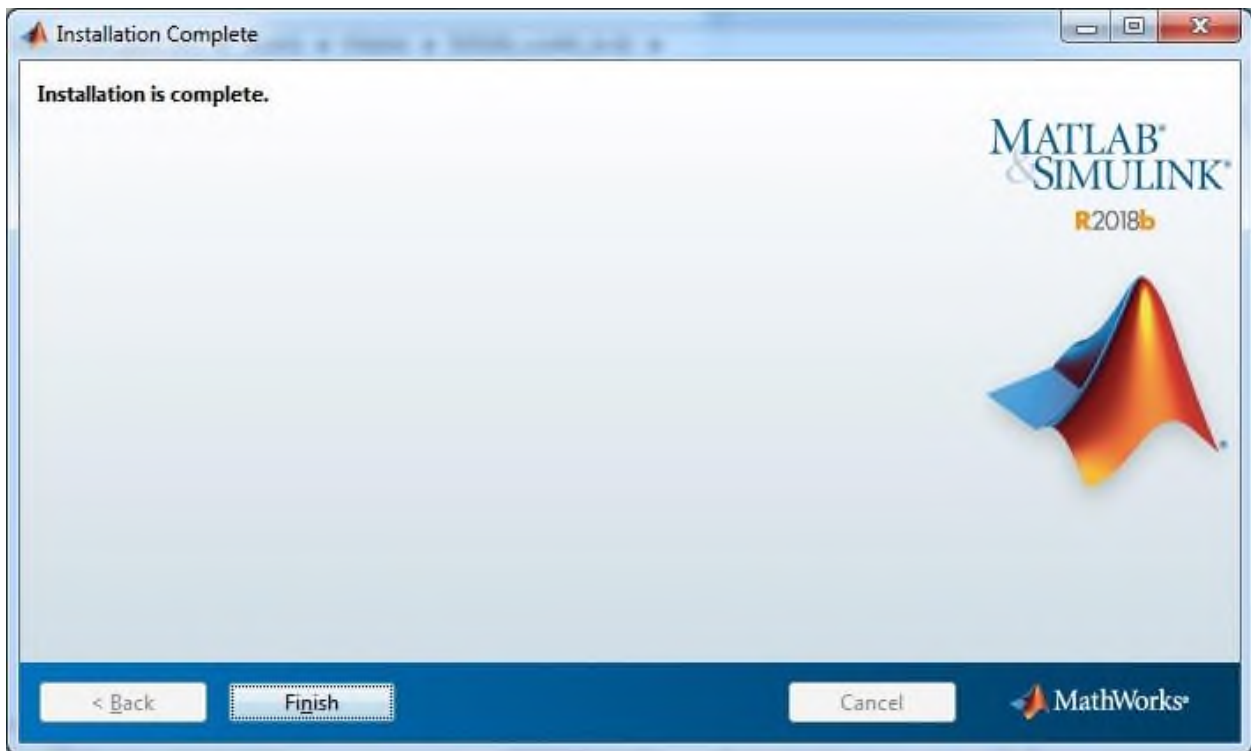 Installation Complete
Installation is complete.
MATLAB®
&SIMULINK®
R2018b
< Back
Finish
Cancel
MathWorks®